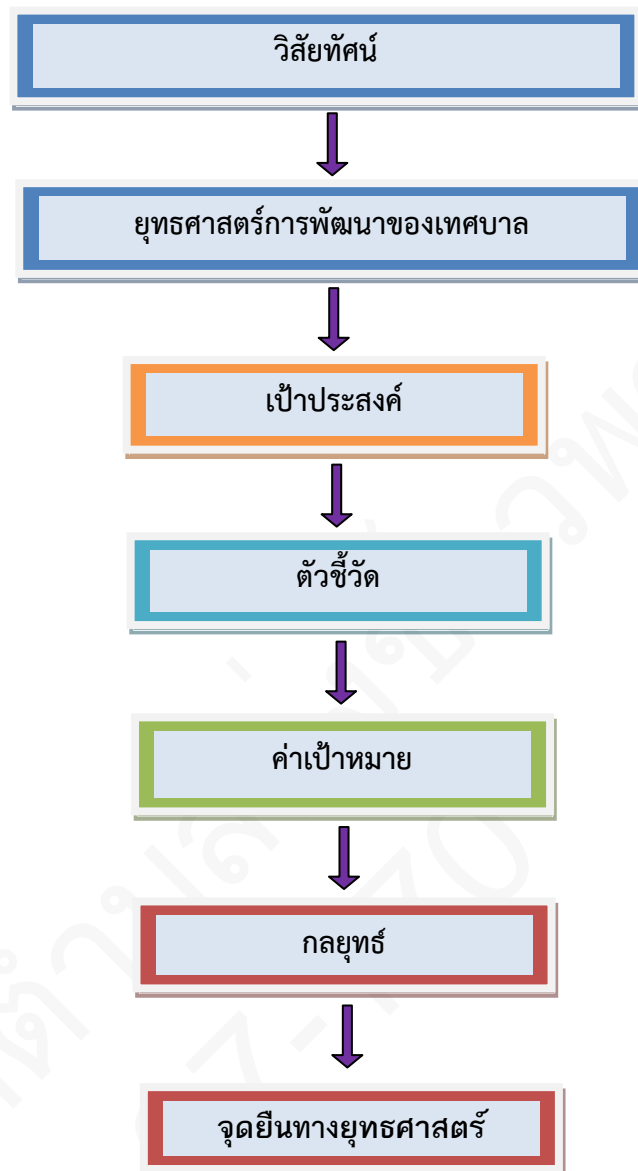 วิสัยทัศน์
ยุทธศาสตร์การพัฒนาของเทศบาล
เป้าประสงค์
ตัวชี้วัด
ค่าเป้าหมาย
กลยุทธ์
จุดยืนทางยุทธศาสตร์